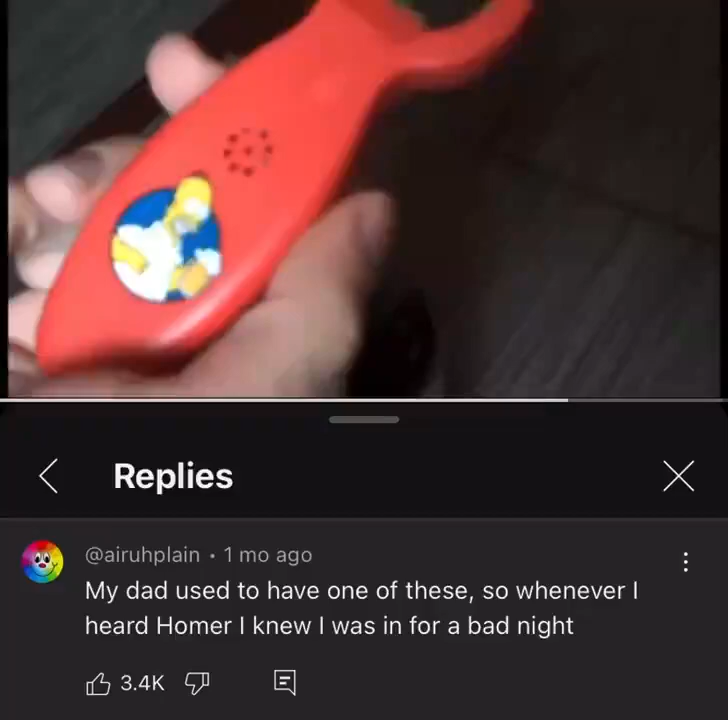 Replies
@airuhplain • 1 mo ago
My dad used to have one of these, so whenever I
heard Homer I knew I was in for a bad night
3.4K